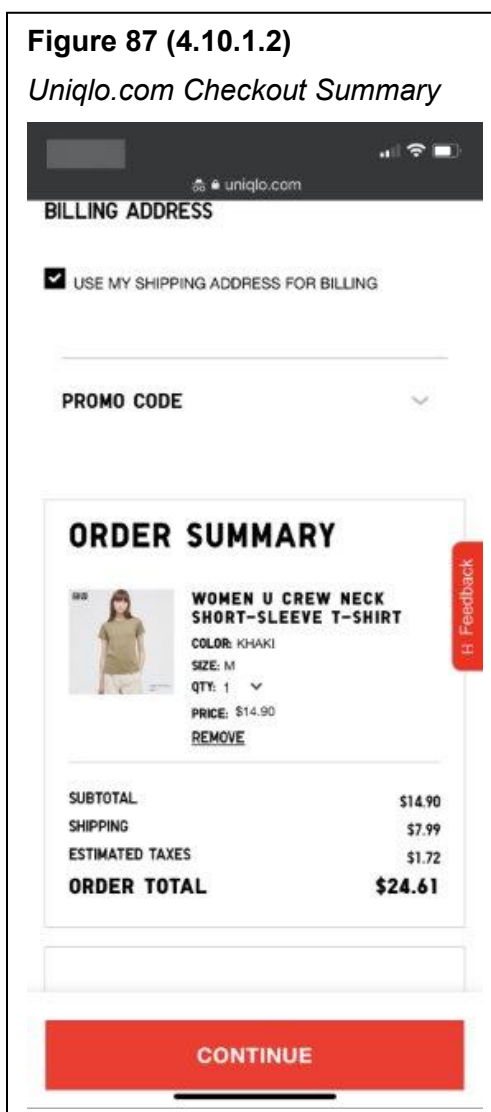 Figure 87 (4.10.1.2)
Uniqlo.com Checkout Summary
uniqlo.com
BILLING ADDRESS
USE MY SHIPPING ADDRESS FOR BILLING
PROMO CODE
ORDER SUMMARY
WOMEN U CREW NECK
SHORT-SLEEVE T-SHIRT
COLOR: KHAKI
SIZE: M
QTY: 1
PRICE: $14.90
REMOVE
Feedback
SUBTOTAL $14.90
SHIPPING $7.99
ESTIMATED TAXES $1.72
ORDER TOTAL $24.61
CONTINUE